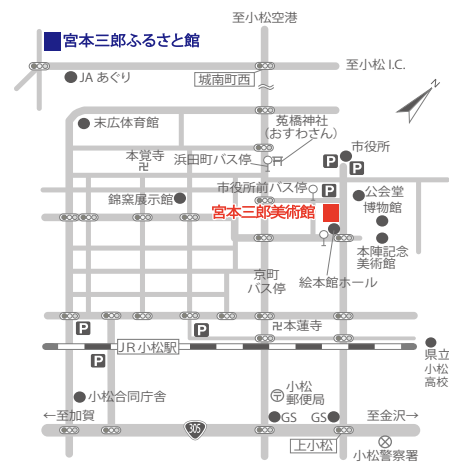 至小松空港
宮本三郎ふるさと館
至小松 I.C.
JA あぐり
城南町西
N
菟橋神社
(おすわさん)
末広体育館
市役所
本覚寺
卍
浜田町バス停
P
P
市役所前バス停
P
公会堂
錦窯展示館
博物館
宮本三郎美術館
本陣記念
美術館
京町
バス停
絵本館ホール
P
P
卍本蓮寺
JR 小松駅
県立
小松
高校
P
小松合同庁舎
小松
郵便局
〒
←至加賀
GS
GS
至金沢→
305
上小松
小松警察署